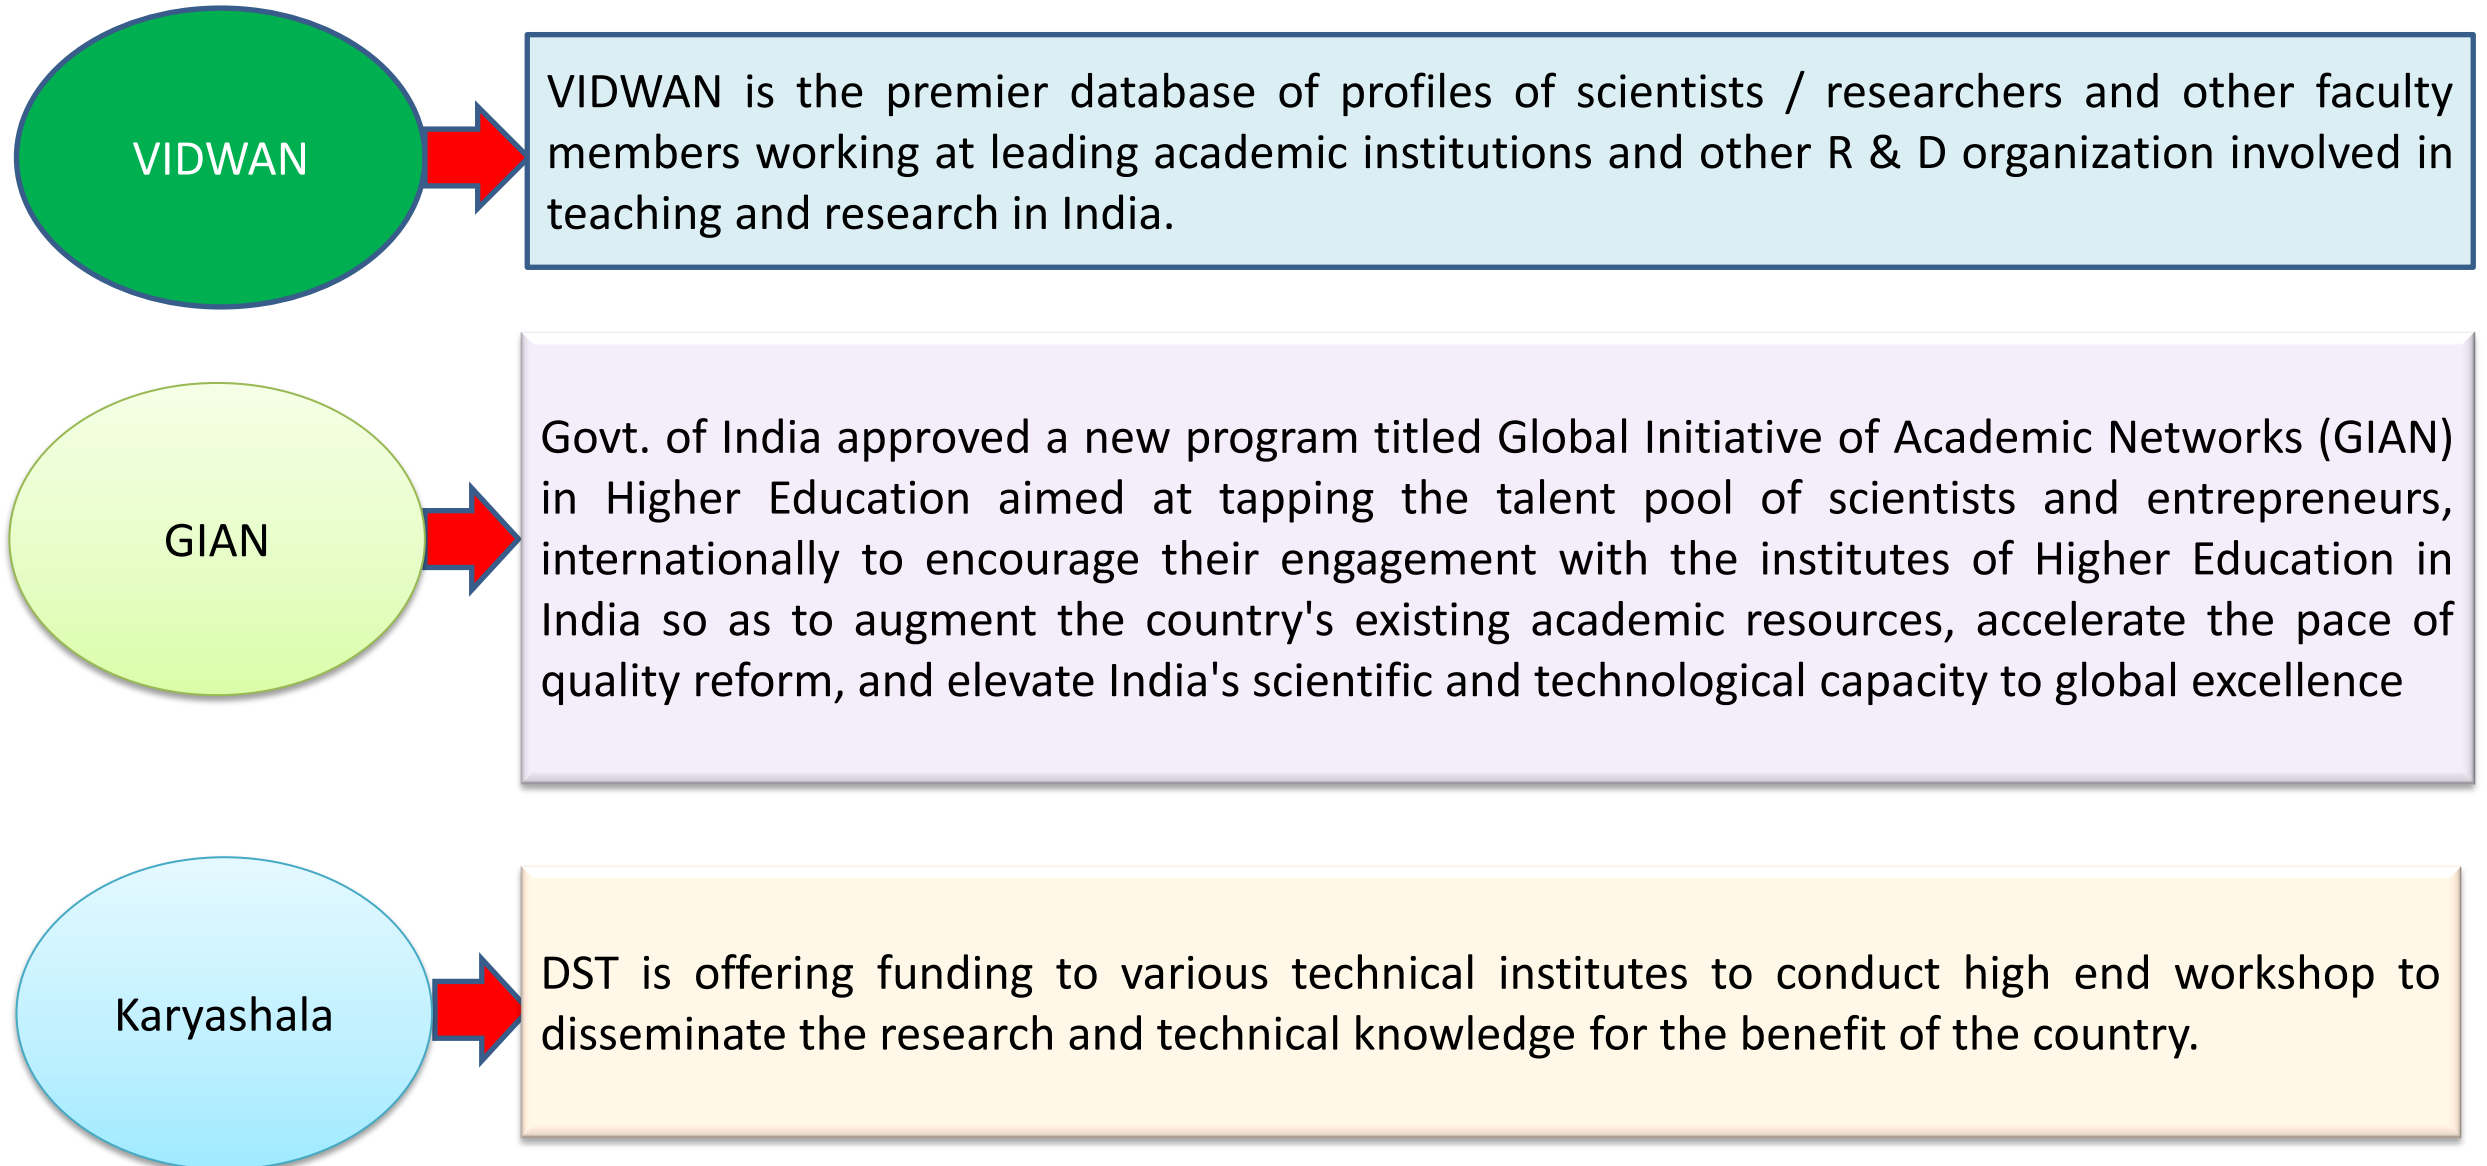 VIDWAN
VIDWAN is the premier database of profiles of scientists / researchers and other faculty
members working at leading academic institutions and other R & D organization involved in
teaching and research in India.
GIAN
Govt. of India approved a new program titled Global Initiative of Academic Networks (GIAN)
in Higher Education aimed at tapping the talent pool of scientists and entrepreneurs,
internationally to encourage their engagement with the institutes of Higher Education in
India so as to augment the country's existing academic resources, accelerate the pace of
quality reform, and elevate India's scientific and technological capacity to global excellence
Karyashala
DST is offering funding to various technical institutes to conduct high end workshop to
disseminate the research and technical knowledge for the benefit of the country.